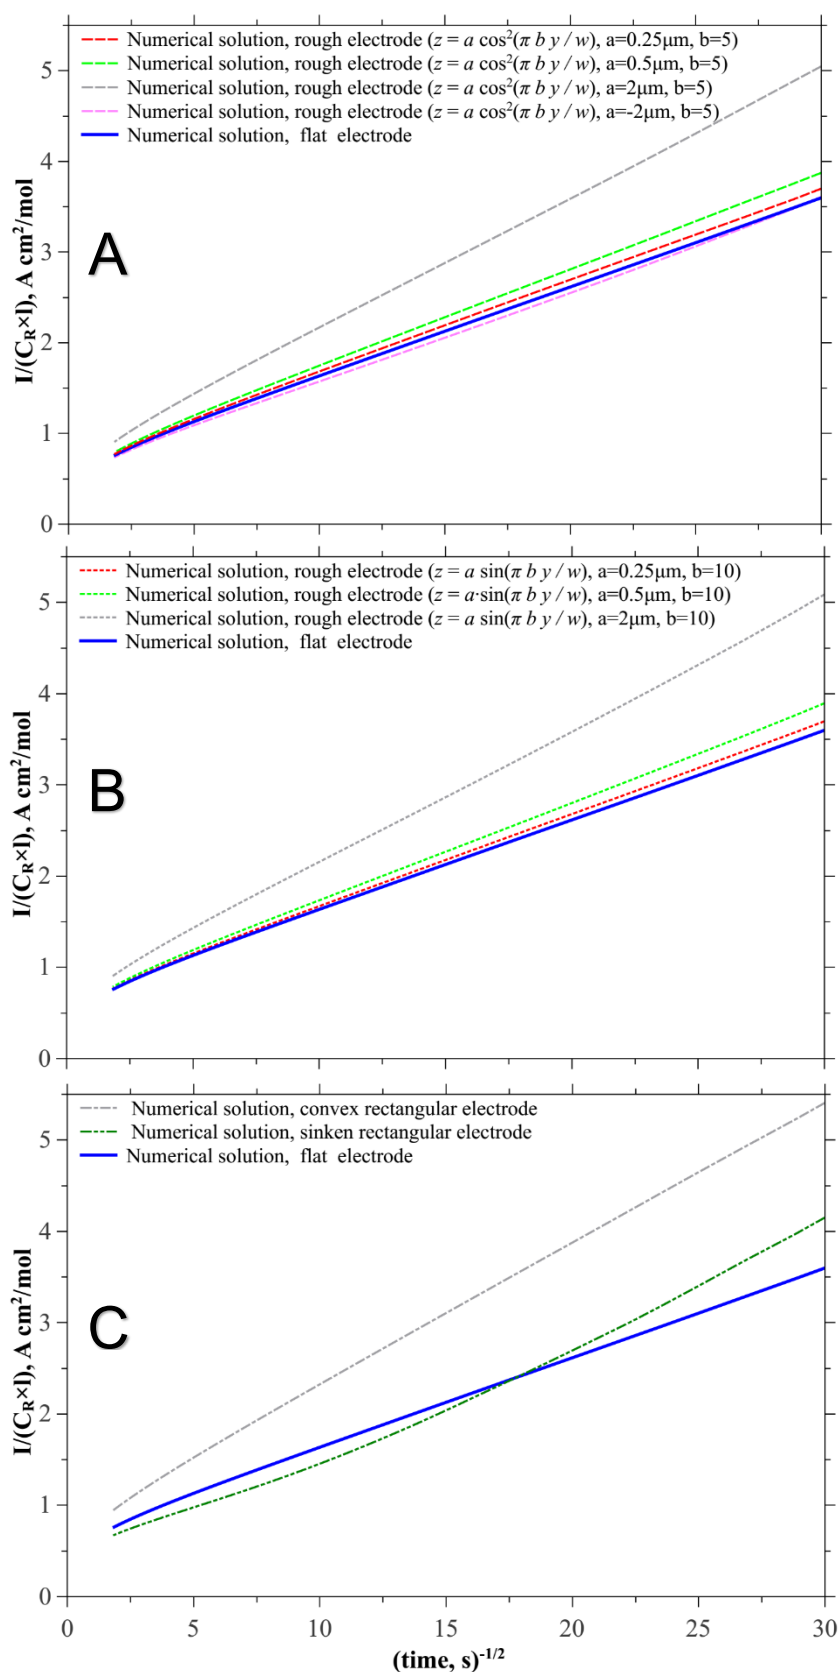 Numerical solution, rough electrode (z = a cos²(π b y / w), a=0.25μm, b=5)
Numerical solution, rough electrode (z = a cos²(π b y / w), a=0.5μm, b=5)
Numerical solution, rough electrode (z = a cos²(π b y / w), a=2μm, b=5)
Numerical solution, rough electrode (z = a cos²(π b y / w), a=-2μm, b=5)
Numerical solution, flat electrode
5
4
3
2
1
0
I/(C_R×l), A cm²/mol
A
Numerical solution, rough electrode (z = a sin(π b y / w), a=0.25μm, b=10)
Numerical solution, rough electrode (z = a·sin(π b y / w), a=0.5μm, b=10)
Numerical solution, rough electrode (z = a sin(π b y / w), a=2μm, b=10)
Numerical solution, flat electrode
5
4
3
2
1
0
I/(C_R×l), A cm²/mol
B
Numerical solution, convex rectangular electrode
Numerical solution, sinken rectangular electrode
Numerical solution, flat electrode
5
4
3
2
1
0
I/(C_R×l), A cm²/mol
C
0 5 10 15 20 25 30
(time, s)⁻¹/²